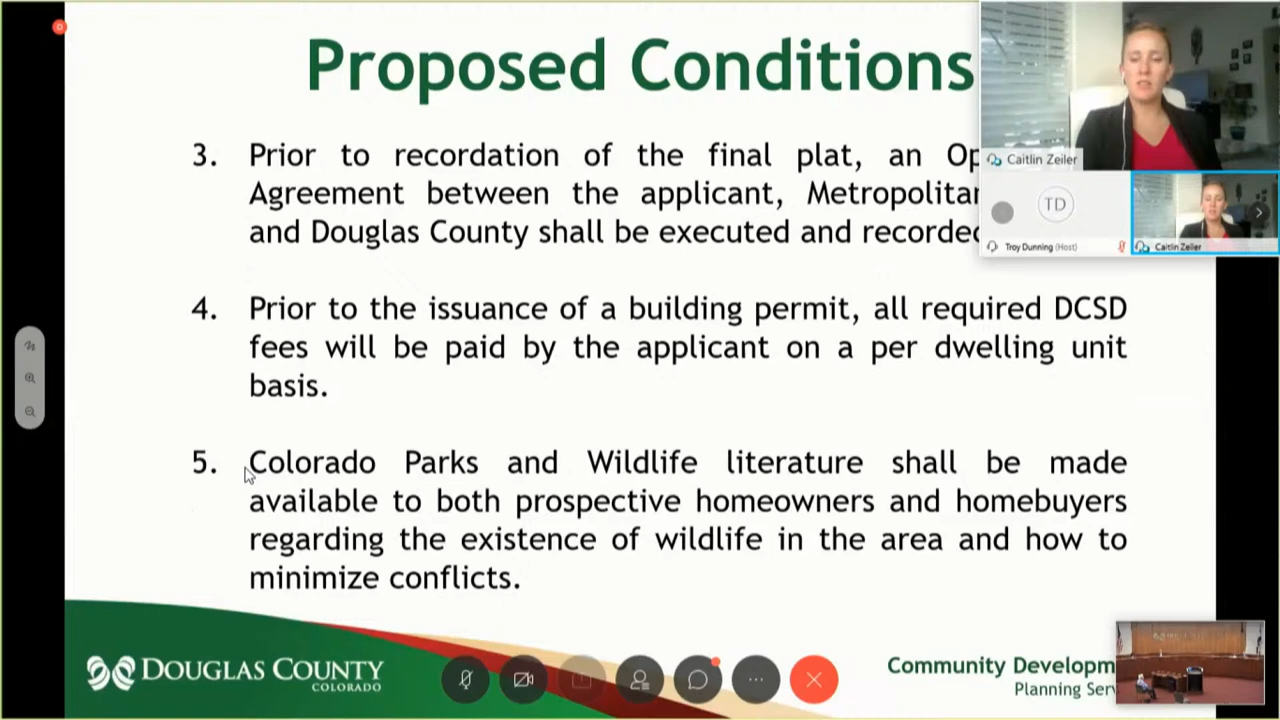 Proposed Conditions
3. Prior to recordation of the final plat, an Op
Agreement between the applicant, Metropolitan
and Douglas County shall be executed and recorded
4. Prior to the issuance of a building permit, all required DCSD
fees will be paid by the applicant on a per dwelling unit
basis.
5. Colorado Parks and Wildlife literature shall be made
available to both prospective homeowners and homebuyers
regarding the existence of wildlife in the area and how to
minimize conflicts.
Caitlin Zeiler
TD
Troy Dunning (Host)
Caitlin Zeiler
DOUGLAS COUNTY
COLORADO
Community Developm
Planning Serv